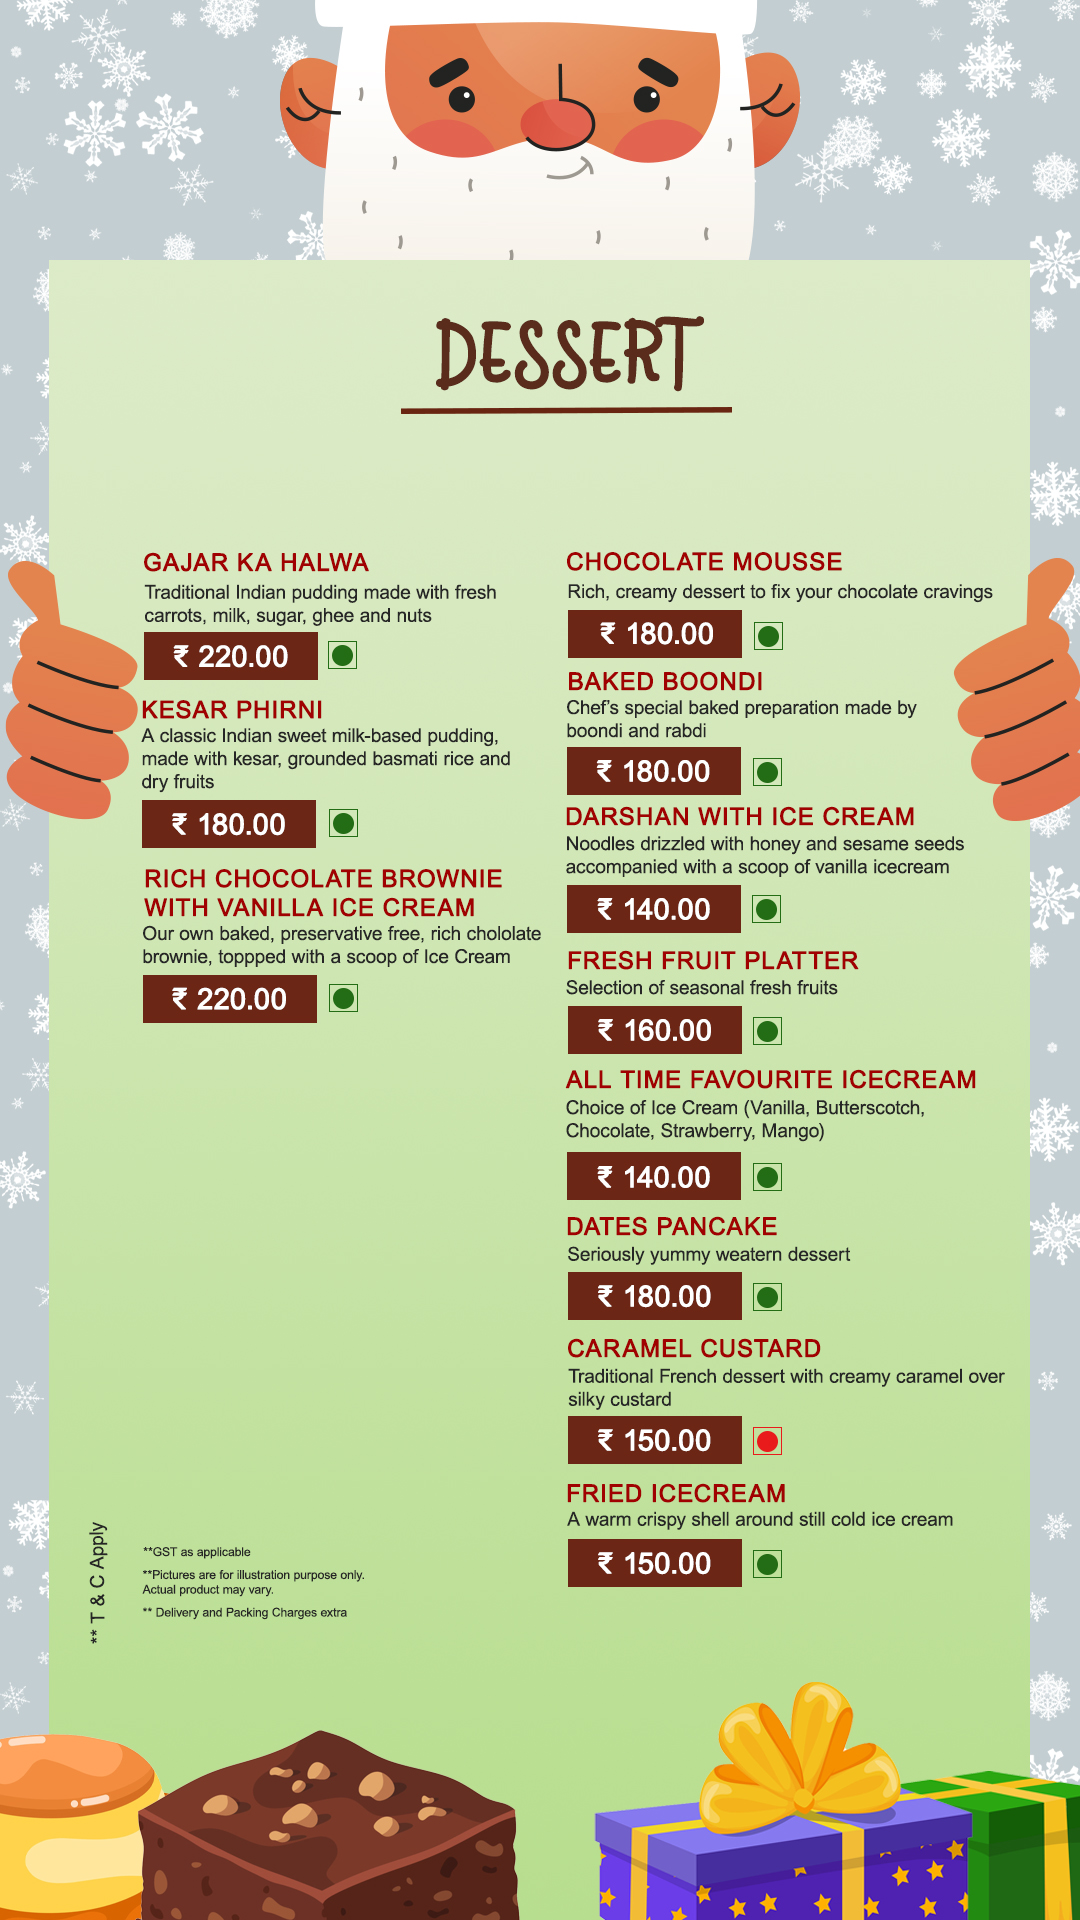 DESSERT
GAJAR KA HALWA
Traditional Indian pudding made with fresh
carrots, milk, sugar, ghee and nuts
₹ 220.00
KESAR PHIRNI
A classic Indian sweet milk-based pudding,
made with kesar, grounded basmati rice and
dry fruits
₹ 180.00
RICH CHOCOLATE BROWNIE
WITH VANILLA ICE CREAM
Our own baked, preservative free, rich chololate
brownie, toppped with a scoop of Ice Cream
₹ 220.00
CHOCOLATE MOUSSE
Rich, creamy dessert to fix your chocolate cravings
₹ 180.00
BAKED BOONDI
Chef's special baked preparation made by
boondi and rabdi
₹ 180.00
DARSHAN WITH ICE CREAM
Noodles drizzled with honey and sesame seeds
accompanied with a scoop of vanilla icecream
₹ 140.00
FRESH FRUIT PLATTER
Selection of seasonal fresh fruits
₹ 160.00
ALL TIME FAVOURITE ICECREAM
Choice of Ice Cream (Vanilla, Butterscotch,
Chocolate, Strawberry, Mango)
₹ 140.00
DATES PANCAKE
Seriously yummy weatern dessert
₹ 180.00
CARAMEL CUSTARD
Traditional French dessert with creamy caramel over
silky custard
₹ 150.00
FRIED ICECREAM
A warm crispy shell around still cold ice cream
₹ 150.00
** T & C Apply
**GST as applicable
**Pictures are for illustration purpose only.
Actual product may vary.
** Delivery and Packing Charges extra